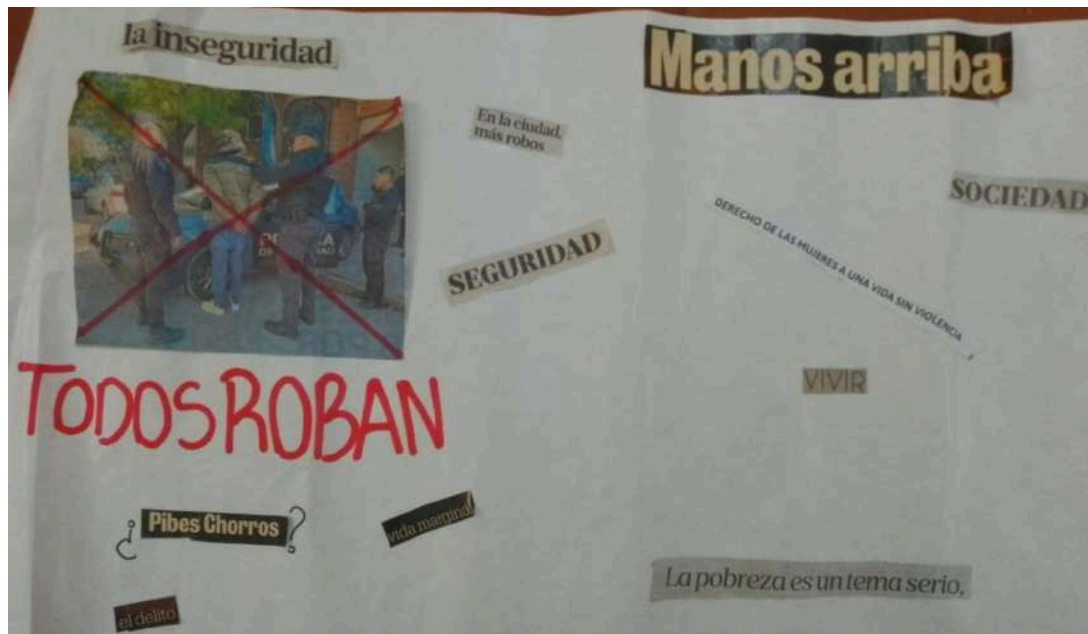 la inseguridad
Manos arriba
En la ciudad,
más robos
SOCIEDAD
DERECHO DE LAS MUJERES A UNA VIDA SIN VIOLENCIA
SEGURIDAD
VIVIR
TODOS ROBAN
¿Pibes Chorros?
vida marginal
La pobreza es un tema serio,
el delito